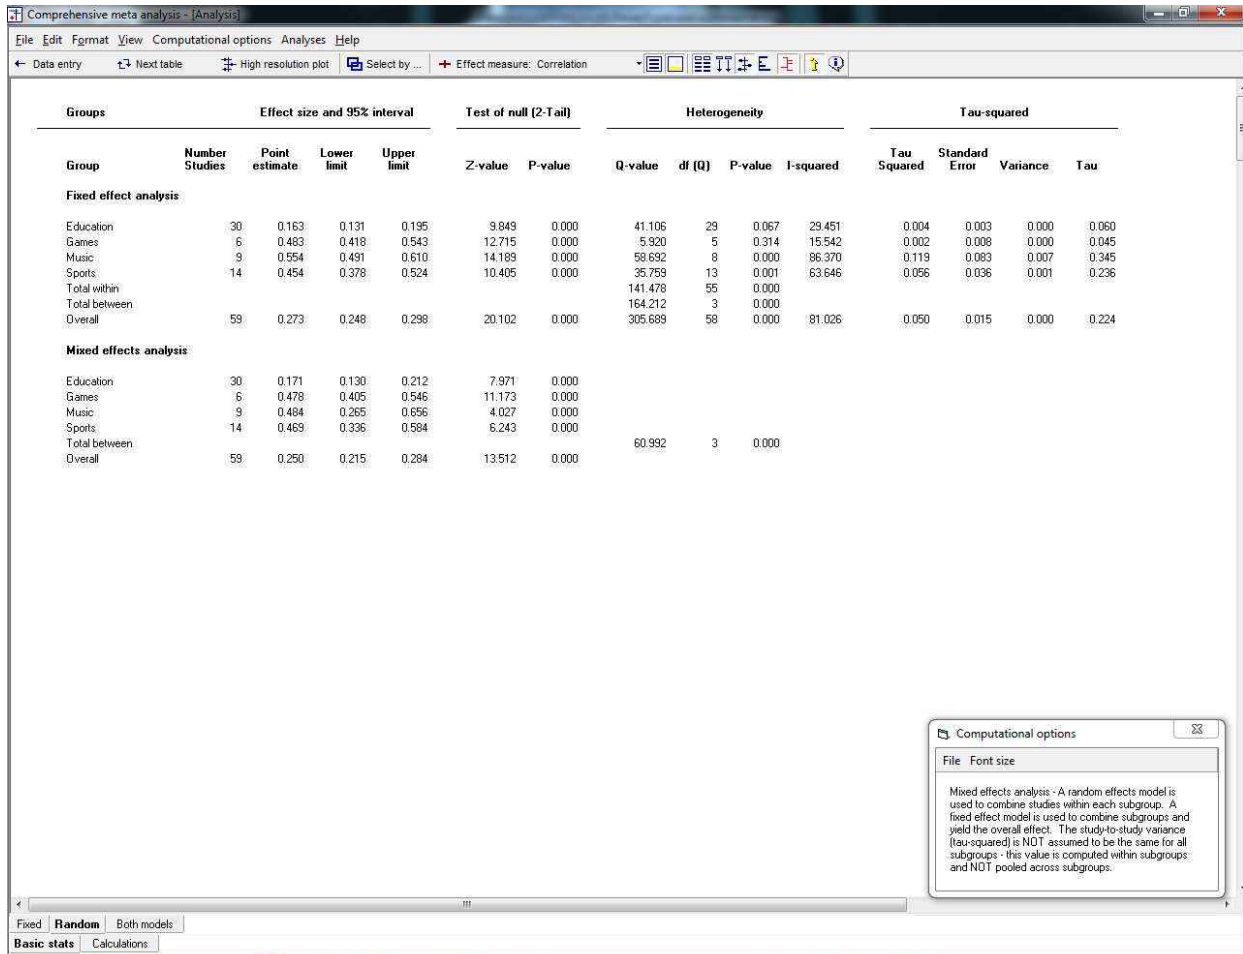 Comprehensive meta analysis - [Analysis]
File Edit Format View Computational options Analyses Help
Data entry Next table High resolution plot Select by ... Effect measure: Correlation
Groups Effect size and 95% interval Test of null (2-Tail) Heterogeneity Tau-squared
Group Number Studies Point estimate Lower limit Upper limit Z-value P-value Q-value df (Q) P-value I-squared Tau Squared Standard Error Variance Tau
Fixed effect analysis
Education 30 0.163 0.131 0.195 9.849 0.000 41.106 29 0.067 29.451 0.004 0.003 0.000 0.060
Games 6 0.483 0.418 0.543 12.715 0.000 5.920 5 0.314 15.542 0.002 0.008 0.000 0.045
Music 9 0.554 0.491 0.610 14.189 0.000 58.692 8 0.000 86.370 0.119 0.083 0.007 0.345
Sports 14 0.454 0.378 0.524 10.405 0.000 35.759 13 0.001 63.646 0.056 0.036 0.001 0.236
Total within 141.478 55 0.000
Total between 164.212 3 0.000
Overall 59 0.273 0.248 0.298 20.102 0.000 305.689 58 0.000 81.026 0.050 0.015 0.000 0.224
Mixed effects analysis
Education 30 0.171 0.130 0.212 7.971 0.000
Games 6 0.478 0.405 0.546 11.173 0.000
Music 9 0.484 0.265 0.656 4.027 0.000
Sports 14 0.469 0.336 0.584 6.243 0.000
Total between 60.992 3 0.000
Overall 59 0.250 0.215 0.284 13.512 0.000
Computational options
File Font size
Mixed effects analysis - A random effects model is
used to combine studies within each subgroup. A
fixed effect model is used to combine subgroups and
yield the overall effect. The study-to-study variance
(tau-squared) is NOT assumed to be the same for all
subgroups - this value is computed within subgroups
and NOT pooled across subgroups.
Fixed Random Both models
Basic stats Calculations